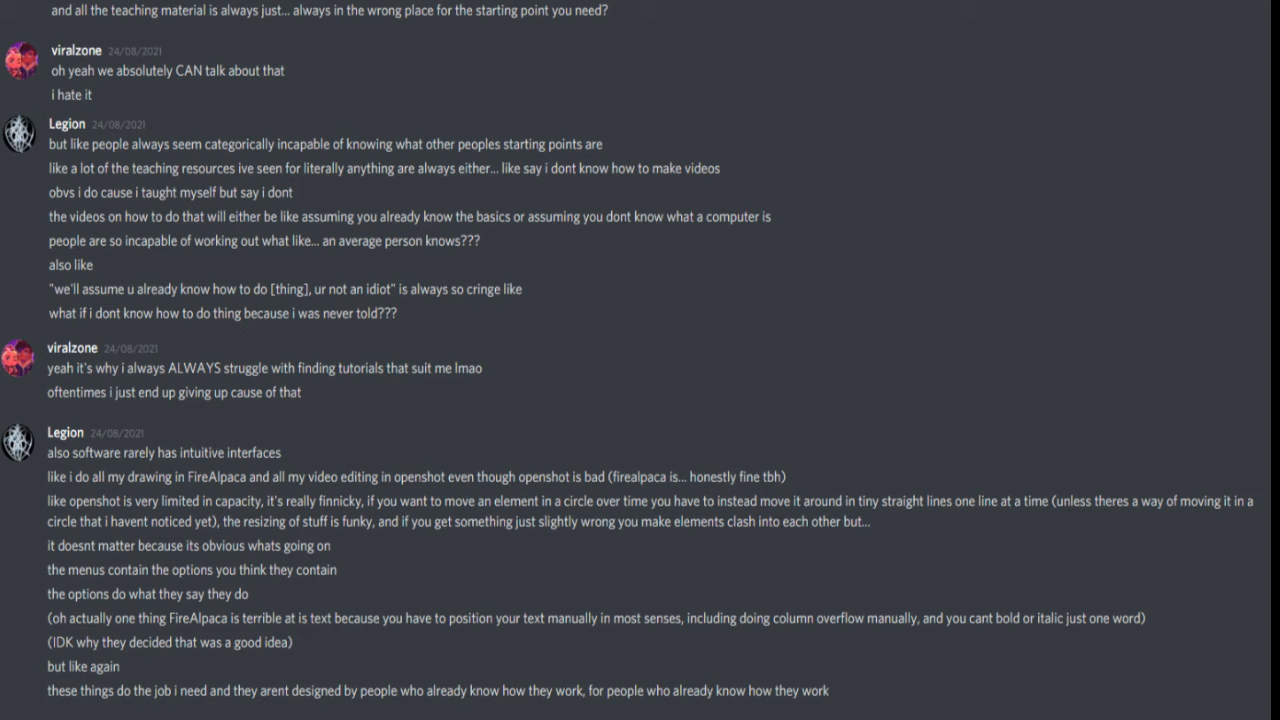 and all the teaching material is always just... always in the wrong place for the starting point you need?
viralzone 24/08/2021
oh yeah we absolutely CAN talk about that
i hate it
Legion 24/08/2021
but like people always seem categorically incapable of knowing what other peoples starting points are
like a lot of the teaching resources ive seen for literally anything are always either... like say i dont know how to make videos
obvs i do cause i taught myself but say i dont
the videos on how to do that will either be like assuming you already know the basics or assuming you dont know what a computer is
people are so incapable of working out what like... an average person knows???
also like
"we'll assume u already know how to do [thing], ur not an idiot" is always so cringe like
what if i dont know how to do thing because i was never told???
viralzone 24/08/2021
yeah it's why i always ALWAYS struggle with finding tutorials that suit me lmao
oftentimes i just end up giving up cause of that
Legion 24/08/2021
also software rarely has intuitive interfaces
like i do all my drawing in FireAlpaca and all my video editing in openshot even though openshot is bad (firealpaca is... honestly fine tbh)
like openshot is very limited in capacity, it's really finnicky, if you want to move an element in a circle over time you have to instead move it around in tiny straight lines one line at a time (unless theres a way of moving it in a
circle that i havent noticed yet), the resizing of stuff is funky, and if you get something just slightly wrong you make elements clash into each other but...
it doesnt matter because its obvious whats going on
the menus contain the options you think they contain
the options do what they say they do
(oh actually one thing FireAlpaca is terrible at is text because you have to position your text manually in most senses, including doing column overflow manually, and you cant bold or italic just one word)
(IDK why they decided that was a good idea)
but like again
these things do the job i need and they arent designed by people who already know how they work, for people who already know how they work